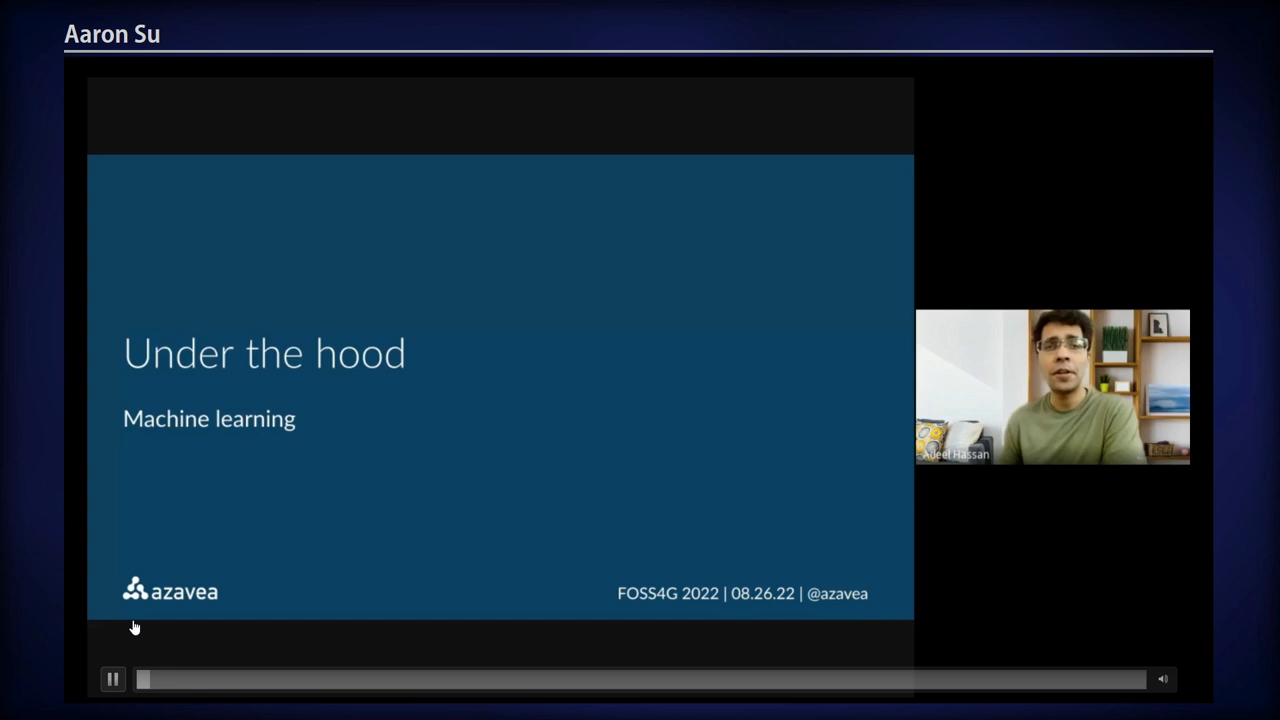 Aaron Su
Under the hood
Machine learning
azavea
FOSS4G 2022 | 08.26.22 | @azavea
Adeel Hassan